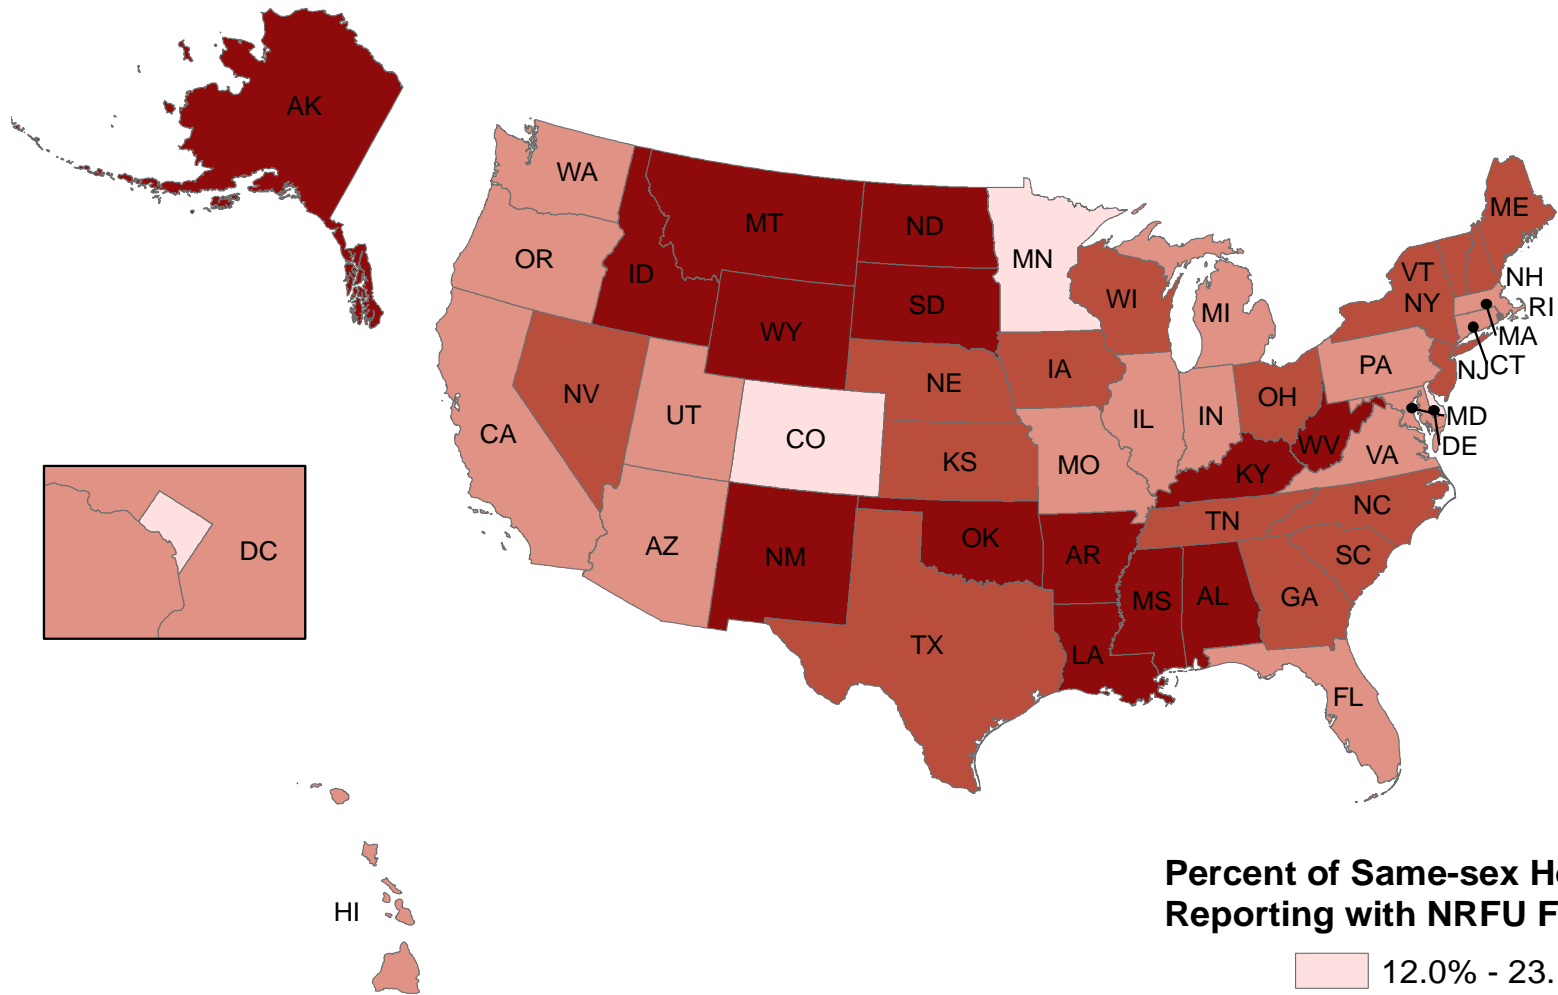 AK
WA
ME
MT
ND
OR
MN
VT
ID
NH
WI
SD
NY
RI
MI
WY
MA
PA
CT
NJ
IA
NE
NV
OH
UT
IL
IN
MD
CA
CO
DE
WV
VA
KS
MO
KY
NC
TN
OK
AZ
DC
NM
AR
SC
MS
AL
GA
TX
LA
FL
HI
Percent of Same-sex
Reporting with NRFU
12.0% - 23.